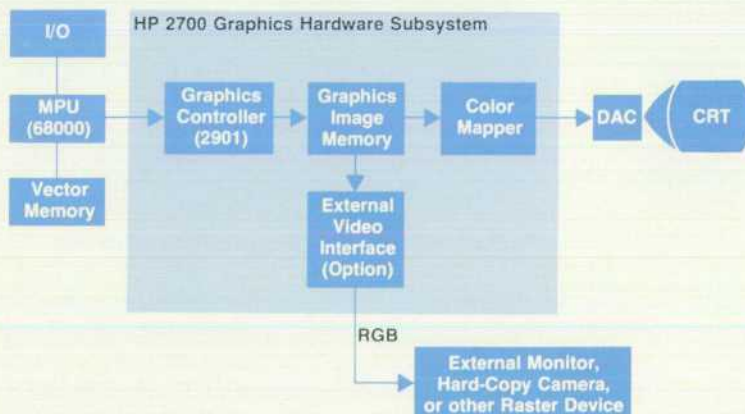 HP 2700 Graphics Hardware Subsystem
I/O
MPU
(68000)
Vector
Memory
Graphics
Controller
(2901)
Graphics
Image
Memory
Color
Mapper
DAC
CRT
External
Video
Interface
(Option)
RGB
External Monitor,
Hard-Copy Camera,
or other Raster Device